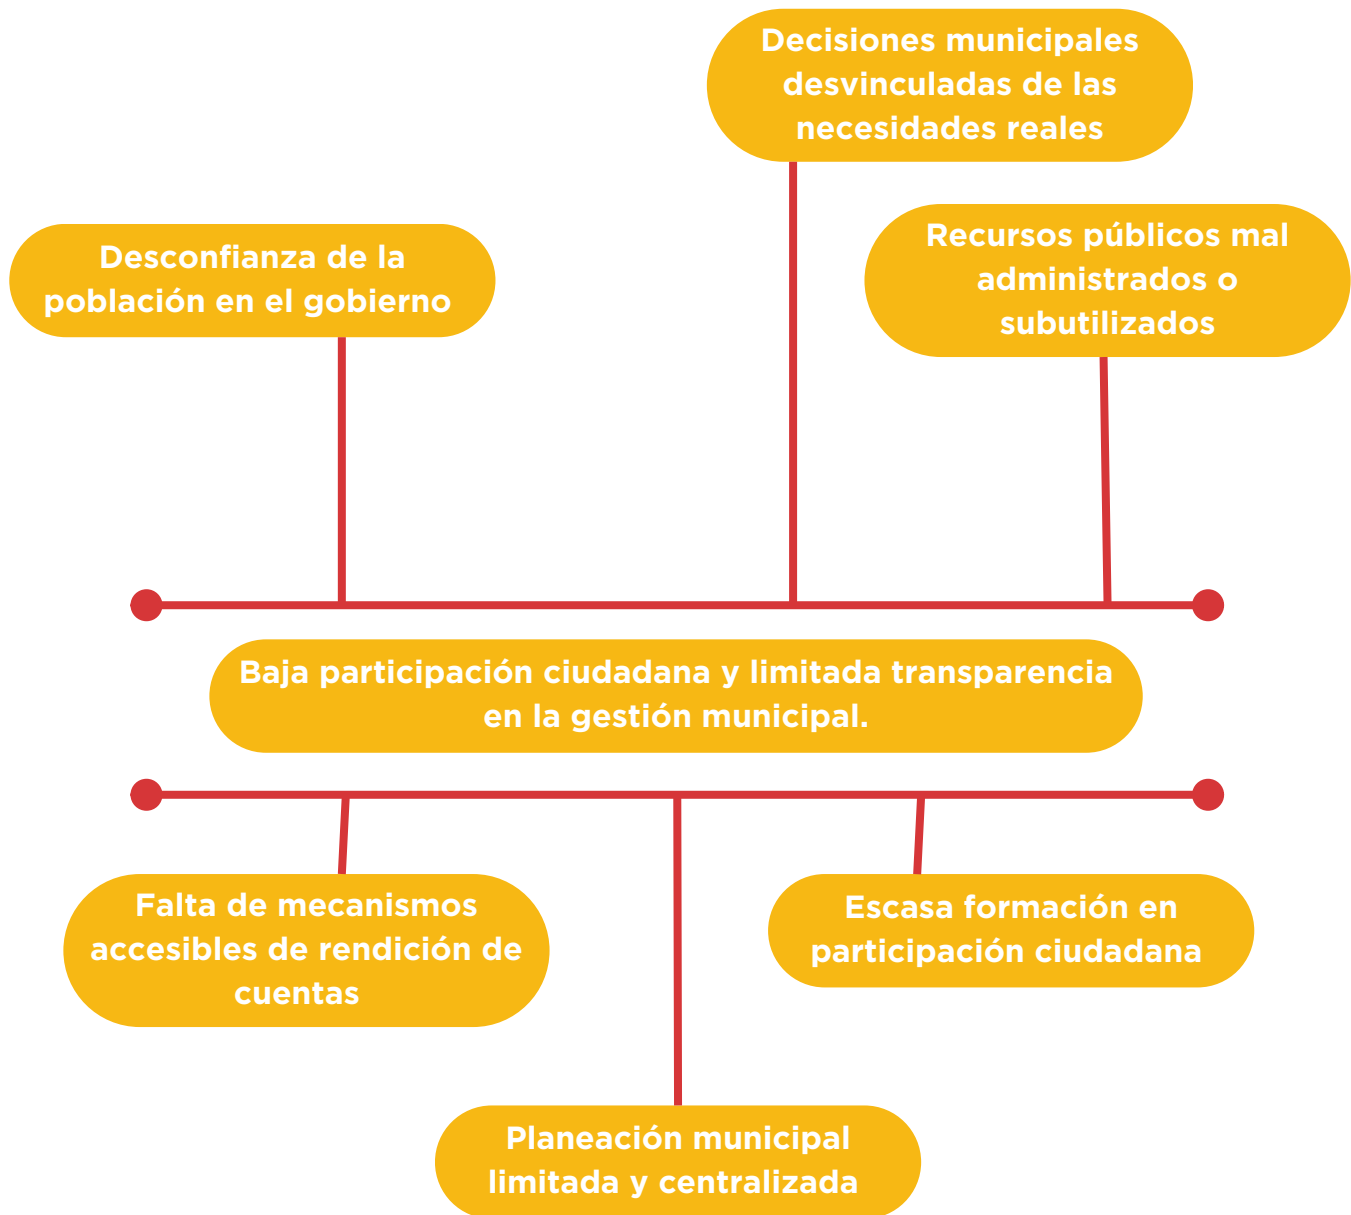 Decisiones municipales
desvinculadas de las
necesidades reales
Desconfianza de la
población en el gobierno
Recursos públicos mal
administrados o
subutilizados
Baja participación ciudadana y limitada transparencia
en la gestión municipal.
Falta de mecanismos
accesibles de rendición de
cuentas
Escasa formación en
participación ciudadana
Planeación municipal
limitada y centralizada